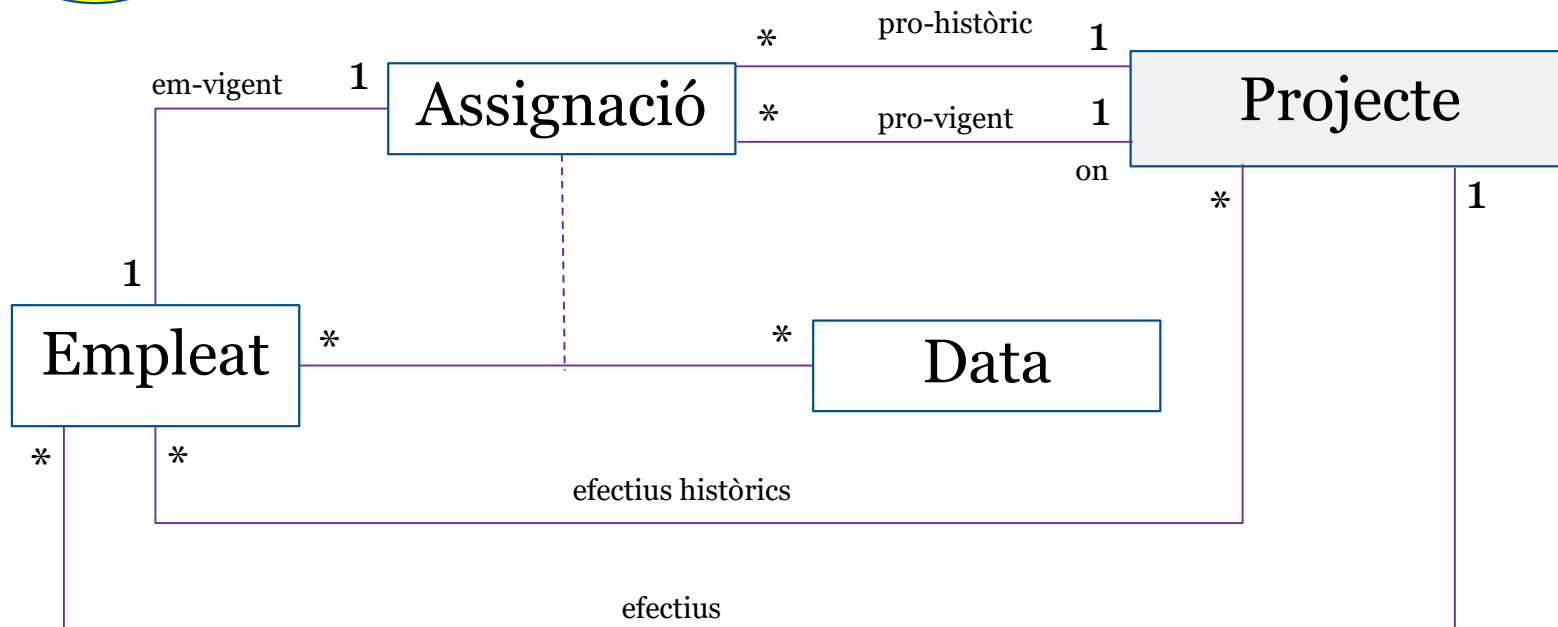 pro-històric
*
1
em-vigent
1
Assignació
Projecte
*
pro-vigent
1
on
*
1
1
Empleat
*
*
Data
*
*
efectius històrics
efectius